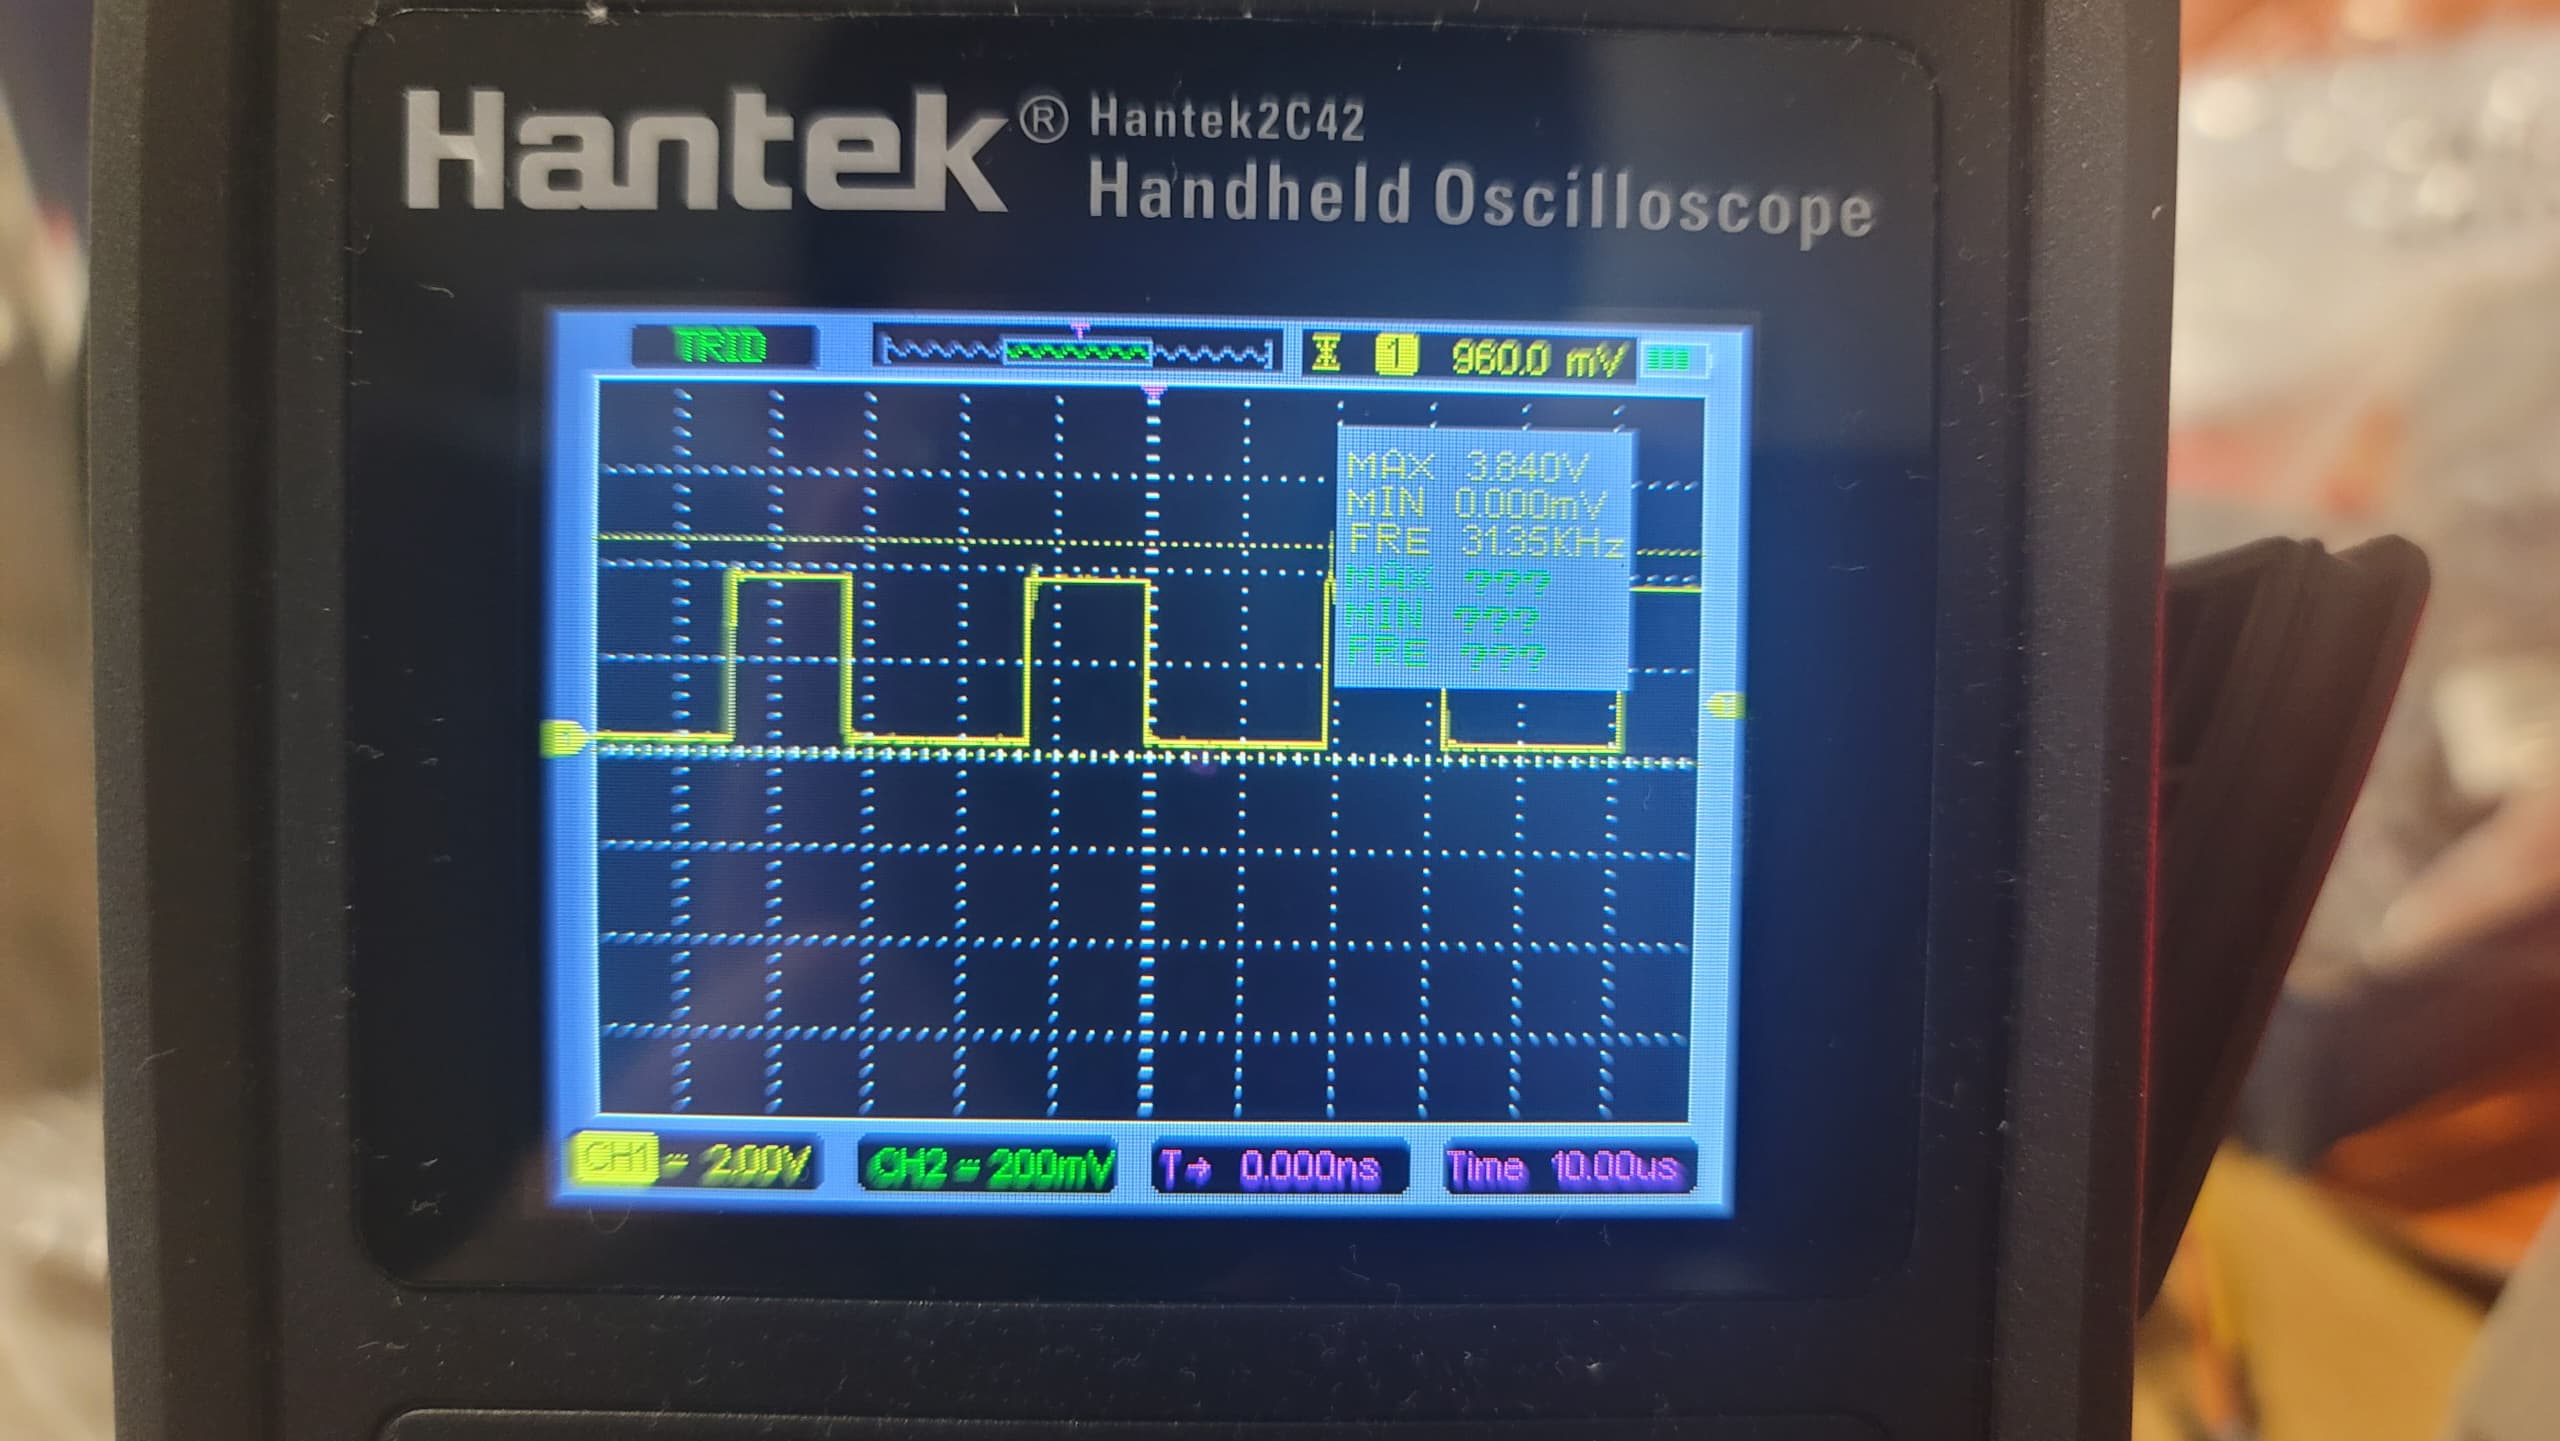 Hantek® Hantek2C42
Handheld Oscilloscope
TRID 1 960.0 mV
MAX 3.840V
MIN 0.000mV
FRE 31.35KHz
MAX ???
MIN ???
FRE ???
CH1 = 2.00V CH2 = 200mV T→ 0.000ns Time 10.00us